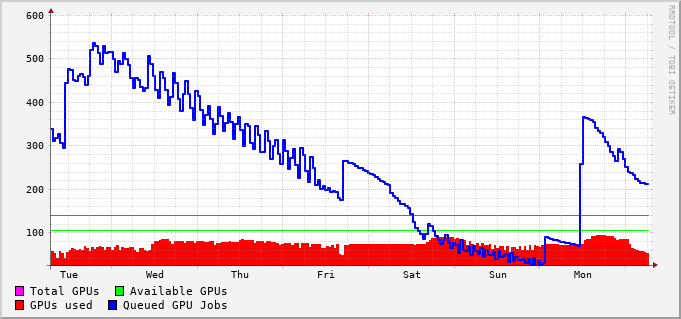 600
500
400
300
200
100
Tue Wed Thu Fri Sat Sun Mon
Total GPUs Available GPUs
GPUs used Queued GPU Jobs
RRDTOOL / TOBI OETIKER